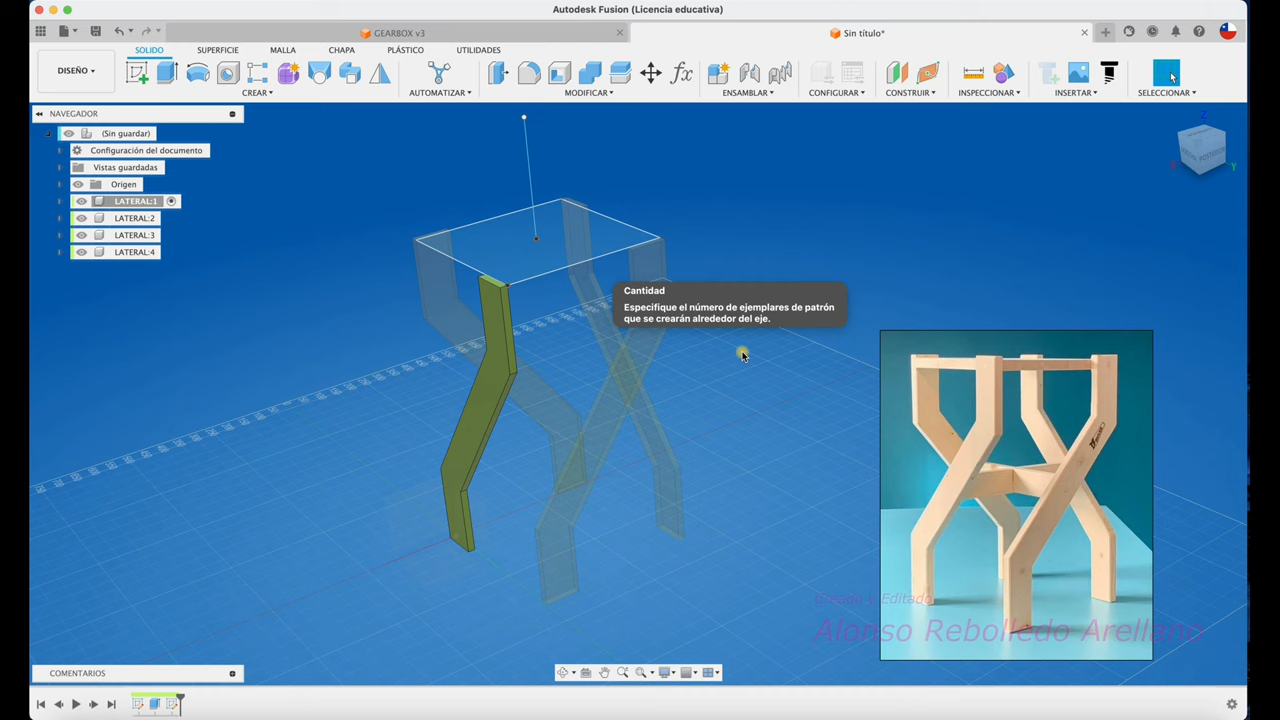 Autodesk Fusion (Licencia educativa)
GEARBOX v3
Sin título*
SOLIDO SUPERFICIE MALLA CHAPA PLÁSTICO UTILIDADES
DISEÑO
CREAR AUTOMATIZAR MODIFICAR ENSAMBLAR CONFIGURAR CONSTRUIR INSPECCIONAR INSERTAR SELECCIONAR
NAVEGADOR
(Sin guardar)
Configuración del documento
Vistas guardadas
Origen
LATERAL:1
LATERAL:2
LATERAL:3
LATERAL:4
Z
Y
POSTERIOR
Cantidad
Especifique el número de ejemplares de patrón
que se crearán alrededor del eje.
Creado y Editado
Alonso Rebolledo Arellano
COMENTARIOS